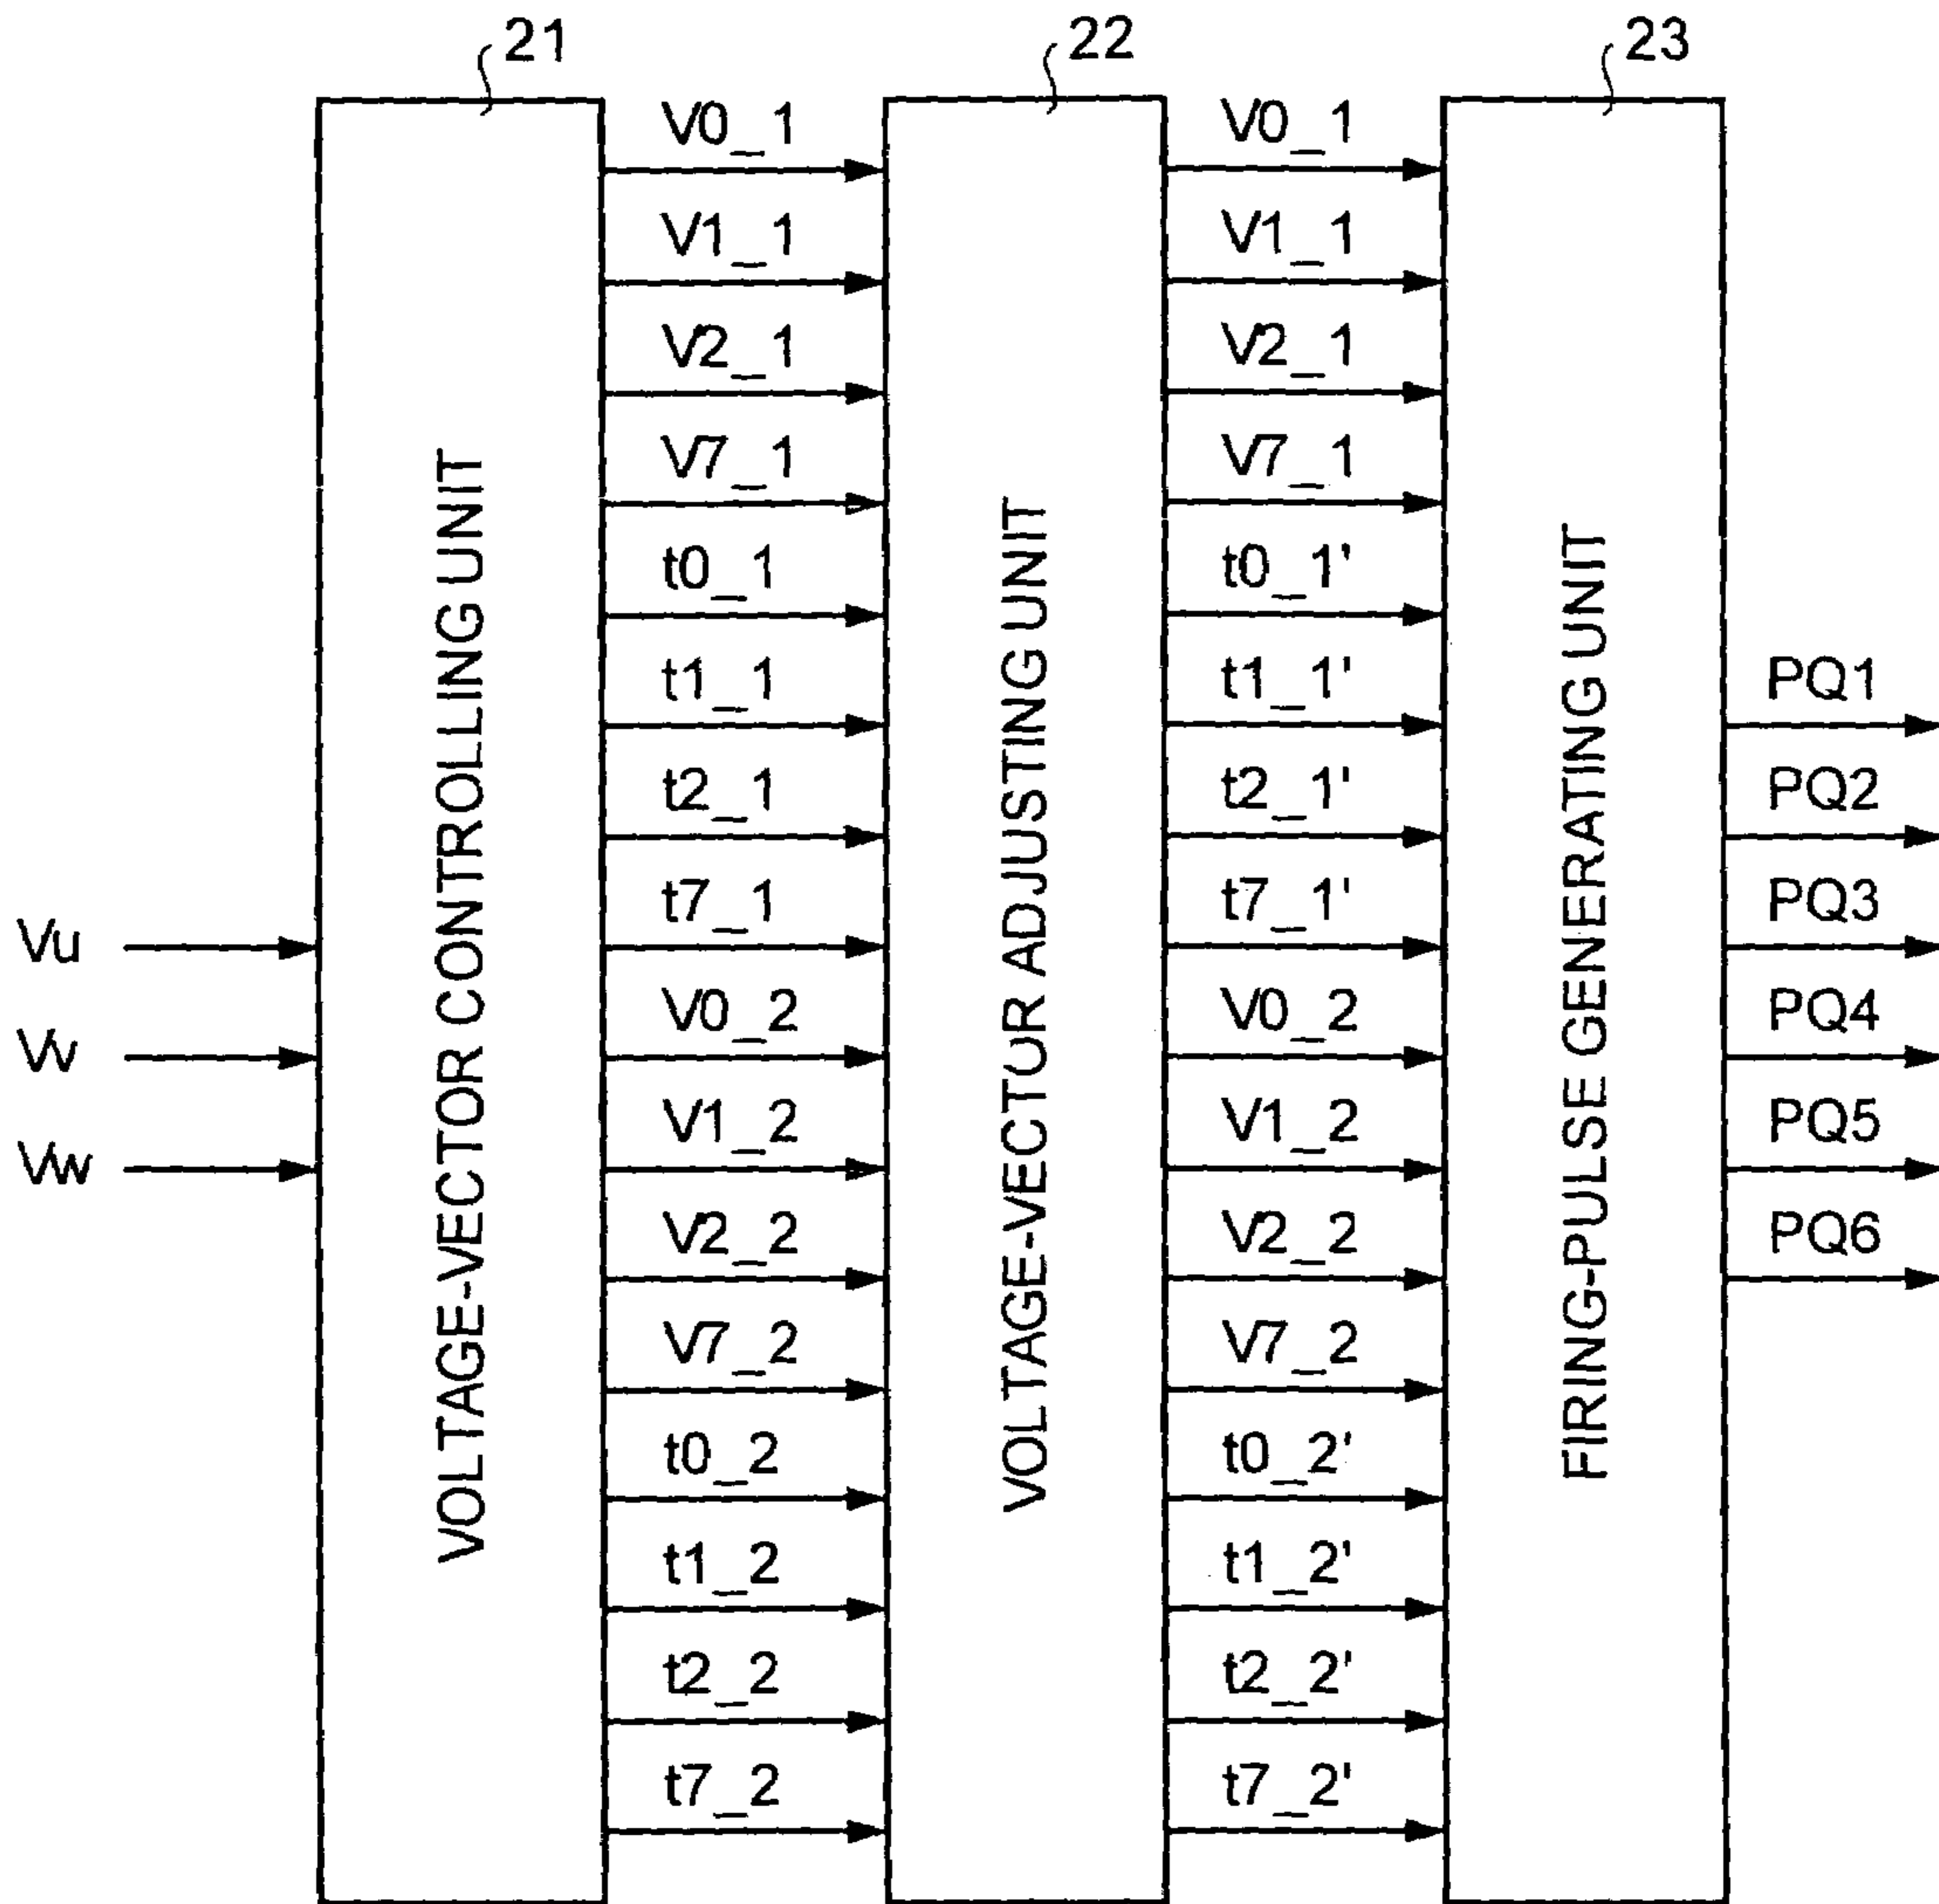 21
22
23
V0_1
V1_1
V2_1
V7_1
t0_1
t1_1
t2_1
t7_1
V0_2
V1_2
V2_2
V7_2
t0_2
t1_2
t2_2
t7_2
V0_1
V1_1
V2_1
V7_1
t0_1'
t1_1'
t2_1'
t7_1'
V0_2
V1_2
V2_2
V7_2
t0_2'
t1_2'
t2_2'
t7_2'
Vu
Vv
Vw
VOLTAGE-VECTOR CONTROLLING UNIT
VOLTAGE-VECTUR ADJUSTING UNIT
FIRING-PULSE GENERATING UNIT
PQ1
PQ2
PQ3
PQ4
PQ5
PQ6